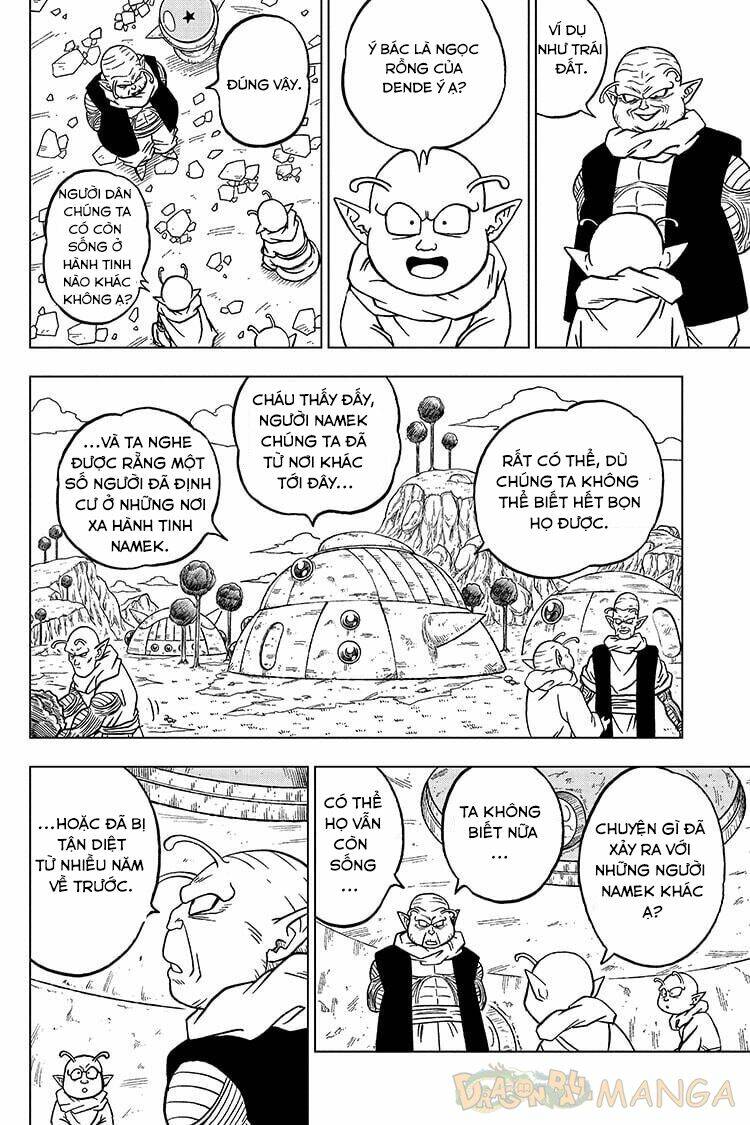 VÍ DỤ
NHƯ TRÁI
ĐẤT.
Ý BÁC LÀ NGỌC
RỒNG CỦA
DENDE Ý Ạ?
ĐÚNG VẬY.
NGƯỜI DÂN
CHÚNG TA
CÓ CÒN
SỐNG Ở
HÀNH TINH
NÀO KHÁC
KHÔNG Ạ?
RẤT CÓ THỂ, DÙ
CHÚNG TA KHÔNG
THỂ BIẾT HẾT BỌN
HỌ ĐƯỢC.
CHÁU THẤY ĐẤY,
NGƯỜI NAMEK
CHÚNG TA ĐÃ
TỪ NƠI KHÁC
TỚI ĐÂY...
...VÀ TA NGHE
ĐƯỢC RẰNG MỘT
SỐ NGƯỜI ĐÃ ĐỊNH
CƯ Ở NHỮNG NƠI
XA HÀNH TINH
NAMEK.
CHUYỆN GÌ ĐÃ
XẢY RA VỚI
NHỮNG NGƯỜI
NAMEK KHÁC
Ạ?
TA KHÔNG
BIẾT NỮA
...
CÓ THỂ
HỌ VẪN
CÒN
SỐNG
...
...HOẶC ĐÃ BỊ
TẬN DIỆT
TỪ NHIỀU NĂM
VỀ TRƯỚC.
DRAGON BALL MANGA